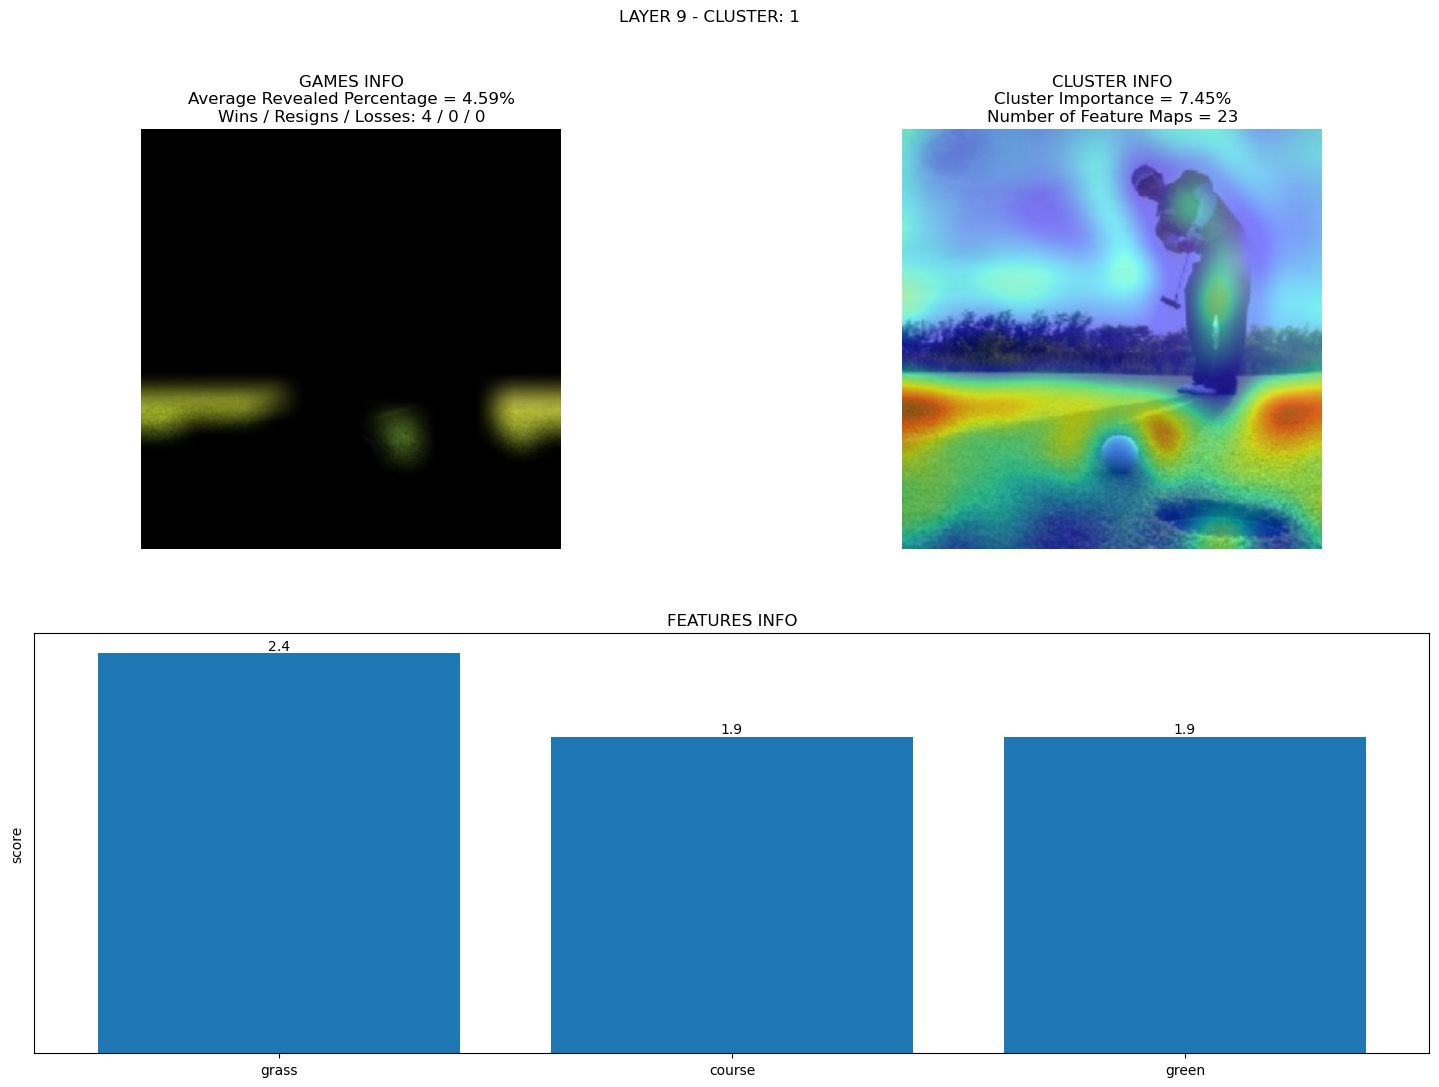 LAYER 9 - CLUSTER: 1
GAMES INFO
Average Revealed Percentage = 4.59%
Wins / Resigns / Losses: 4 / 0 / 0
CLUSTER INFO
Cluster Importance = 7.45%
Number of Feature Maps = 23
FEATURES INFO
score
2.4
1.9
1.9
grass
course
green